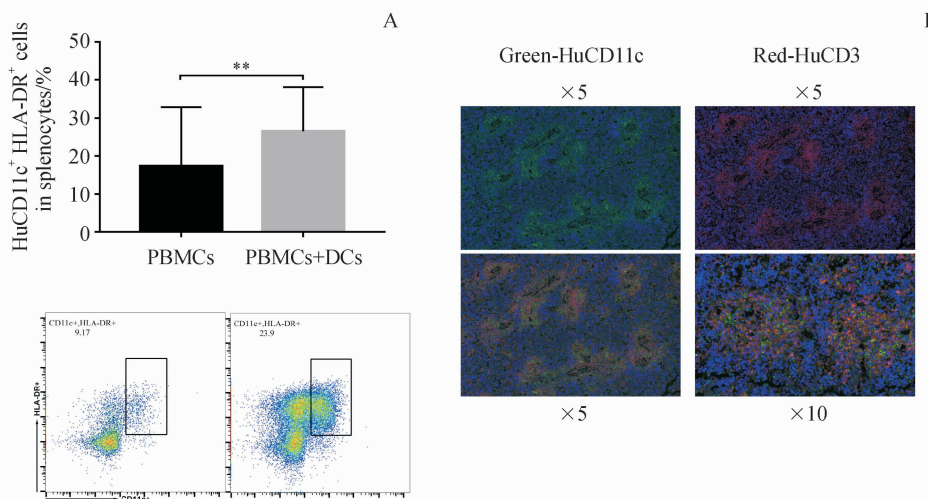 A
HuCD11c+ HLA-DR+ cells
in splenocytes/%
50
40
30
20
10
0
**
PBMCs
PBMCs+DCs
CD11c+,HLA-DR+
9.17
CD11c+,HLA-DR+
23.9
HLA-DR+
Green-HuCD11c
Red-HuCD3
×5
×5
×5
×10